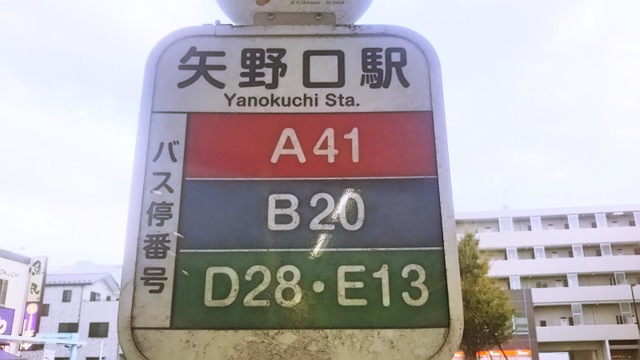 矢野口駅
Yanokuchi Sta.
バス停番号
A41
B20
D28・E13